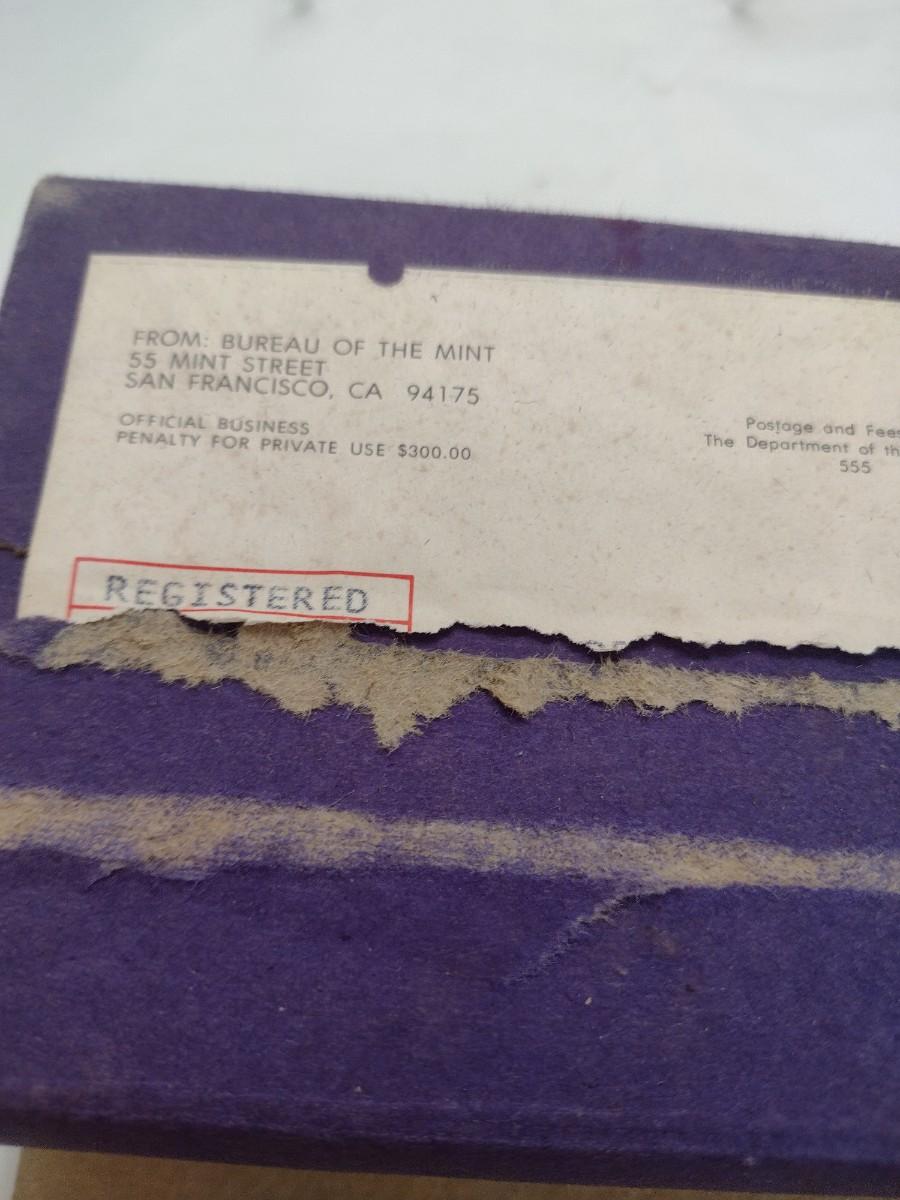 FROM: BUREAU OF THE MINT
55 MINT STREET
SAN FRANCISCO, CA 94175
OFFICIAL BUSINESS
PENALTY FOR PRIVATE USE $300.00
Postage and Fees
The Department of th
555
REGISTERED